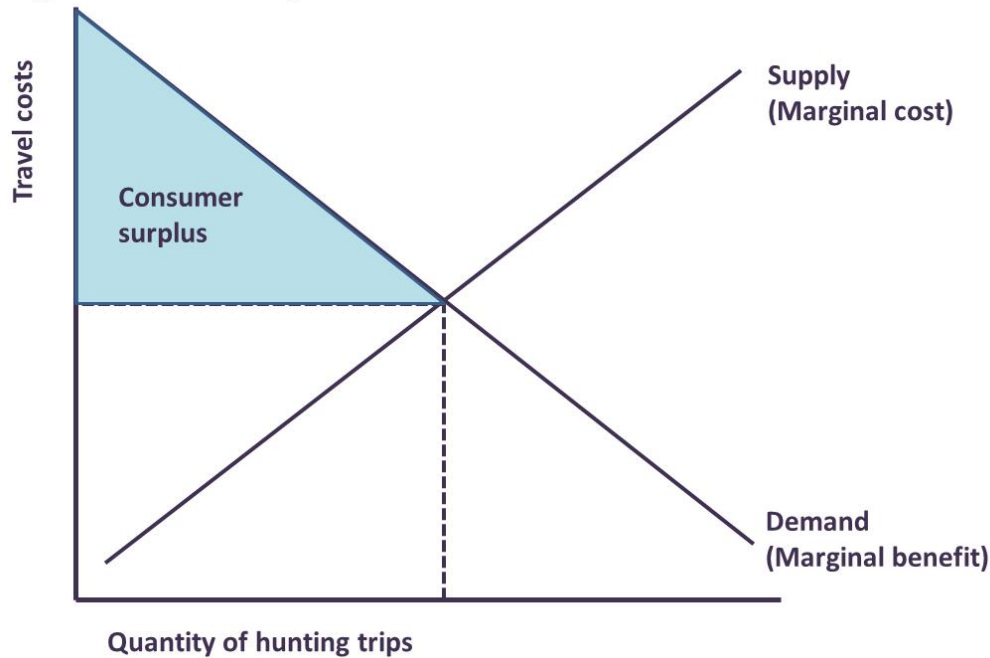 Travel costs
Supply
(Marginal cost)
Consumer
surplus
Demand
(Marginal benefit)
Quantity of hunting trips